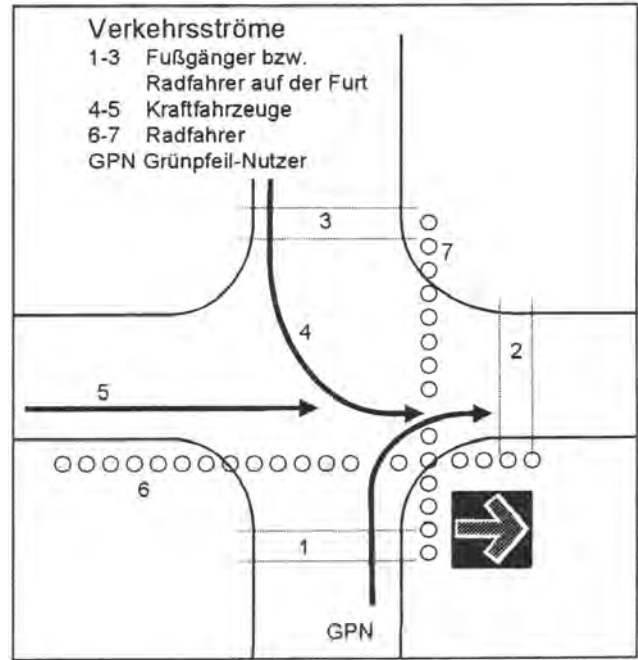 Verkehrsströme
1-3 Fußgänger bzw.
Radfahrer auf der Furt
4-5 Kraftfahrzeuge
6-7 Radfahrer
GPN Grünpfeil-Nutzer
3
7
4
2
5
6
1
GPN